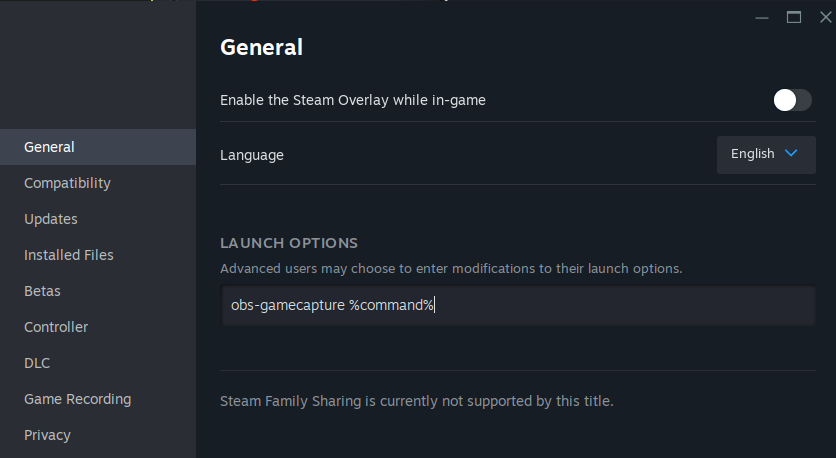 General
Compatibility
Updates
Installed Files
Betas
Controller
DLC
Game Recording
Privacy
General
Enable the Steam Overlay while in-game
Language
English
LAUNCH OPTIONS
Advanced users may choose to enter modifications to their launch options.
obs-gamecapture %command%
Steam Family Sharing is currently not supported by this title.